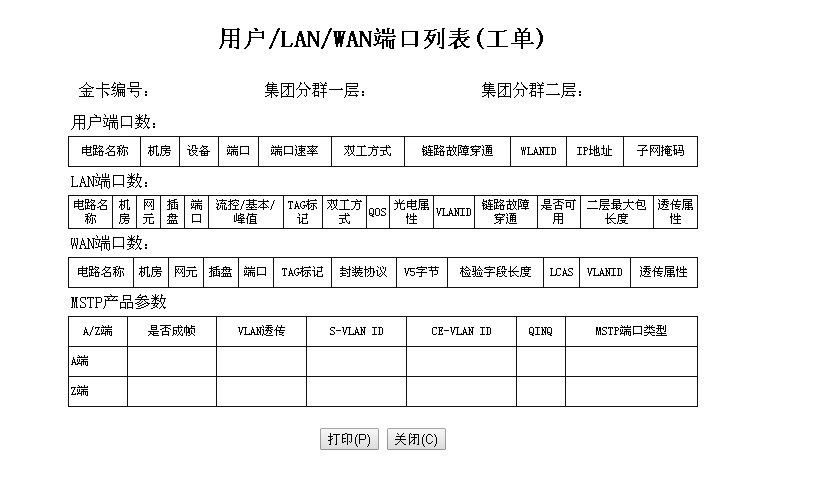 用户/LAN/WAN端口列表(工单)
金卡编号： 集团分群一层： 集团分群二层：
用户端口数：
电路名称 机房 设备 端口 端口速率 双工方式 链路故障穿通 WLANID IP地址 子网掩码
LAN端口数：
电路名称 机房 网元 插盘 端口 流控/基本/峰值 TAG标记 双工方式 QOS 光电属性 VLANID 链路故障穿通 是否可用 二层最大包长度 透传属性
WAN端口数：
电路名称 机房 网元 插盘 端口 TAG标记 封装协议 V5字节 检验字段长度 LCAS VLANID 透传属性
MSTP产品参数
A/Z端 是否成帧 VLAN透传 S-VLAN ID CE-VLAN ID QINQ MSTP端口类型
A端
Z端
打印(P) 关闭(C)